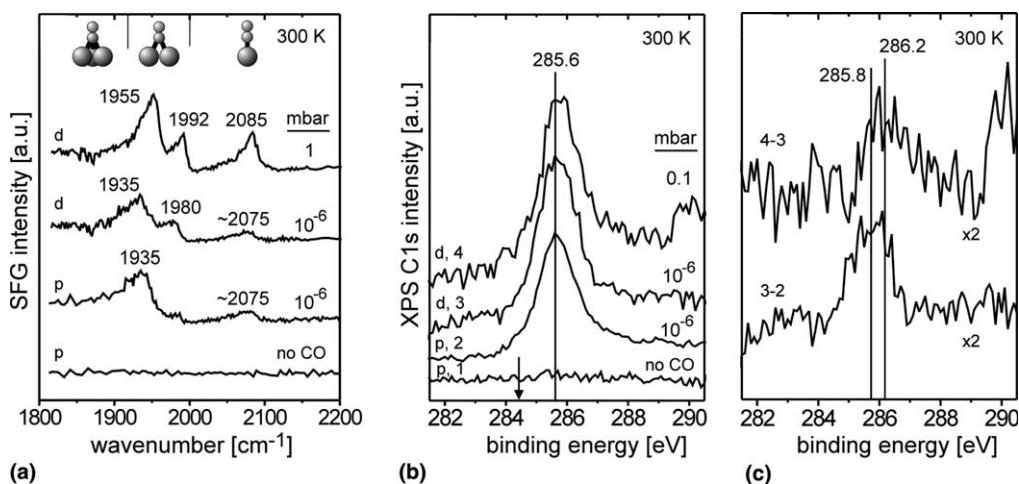 300 K
1955
1992
2085
mbar
d
1
1935
1980
~2075
d
10-6
1935
~2075
p
10-6
p
no CO
SFG intensity [a.u.]
1800
1900
2000
2100
2200
wavenumber [cm-1]
(a)
300 K
285.6
mbar
0.1
d, 4
10-6
d, 3
10-6
p, 2
no CO
p, 1
XPS C1s intensity [a.u.]
282
284
286
288
290
binding energy [eV]
(b)
286.2
300 K
285.8
4-3
x2
3-2
x2
282
284
286
288
290
binding energy [eV]
(c)